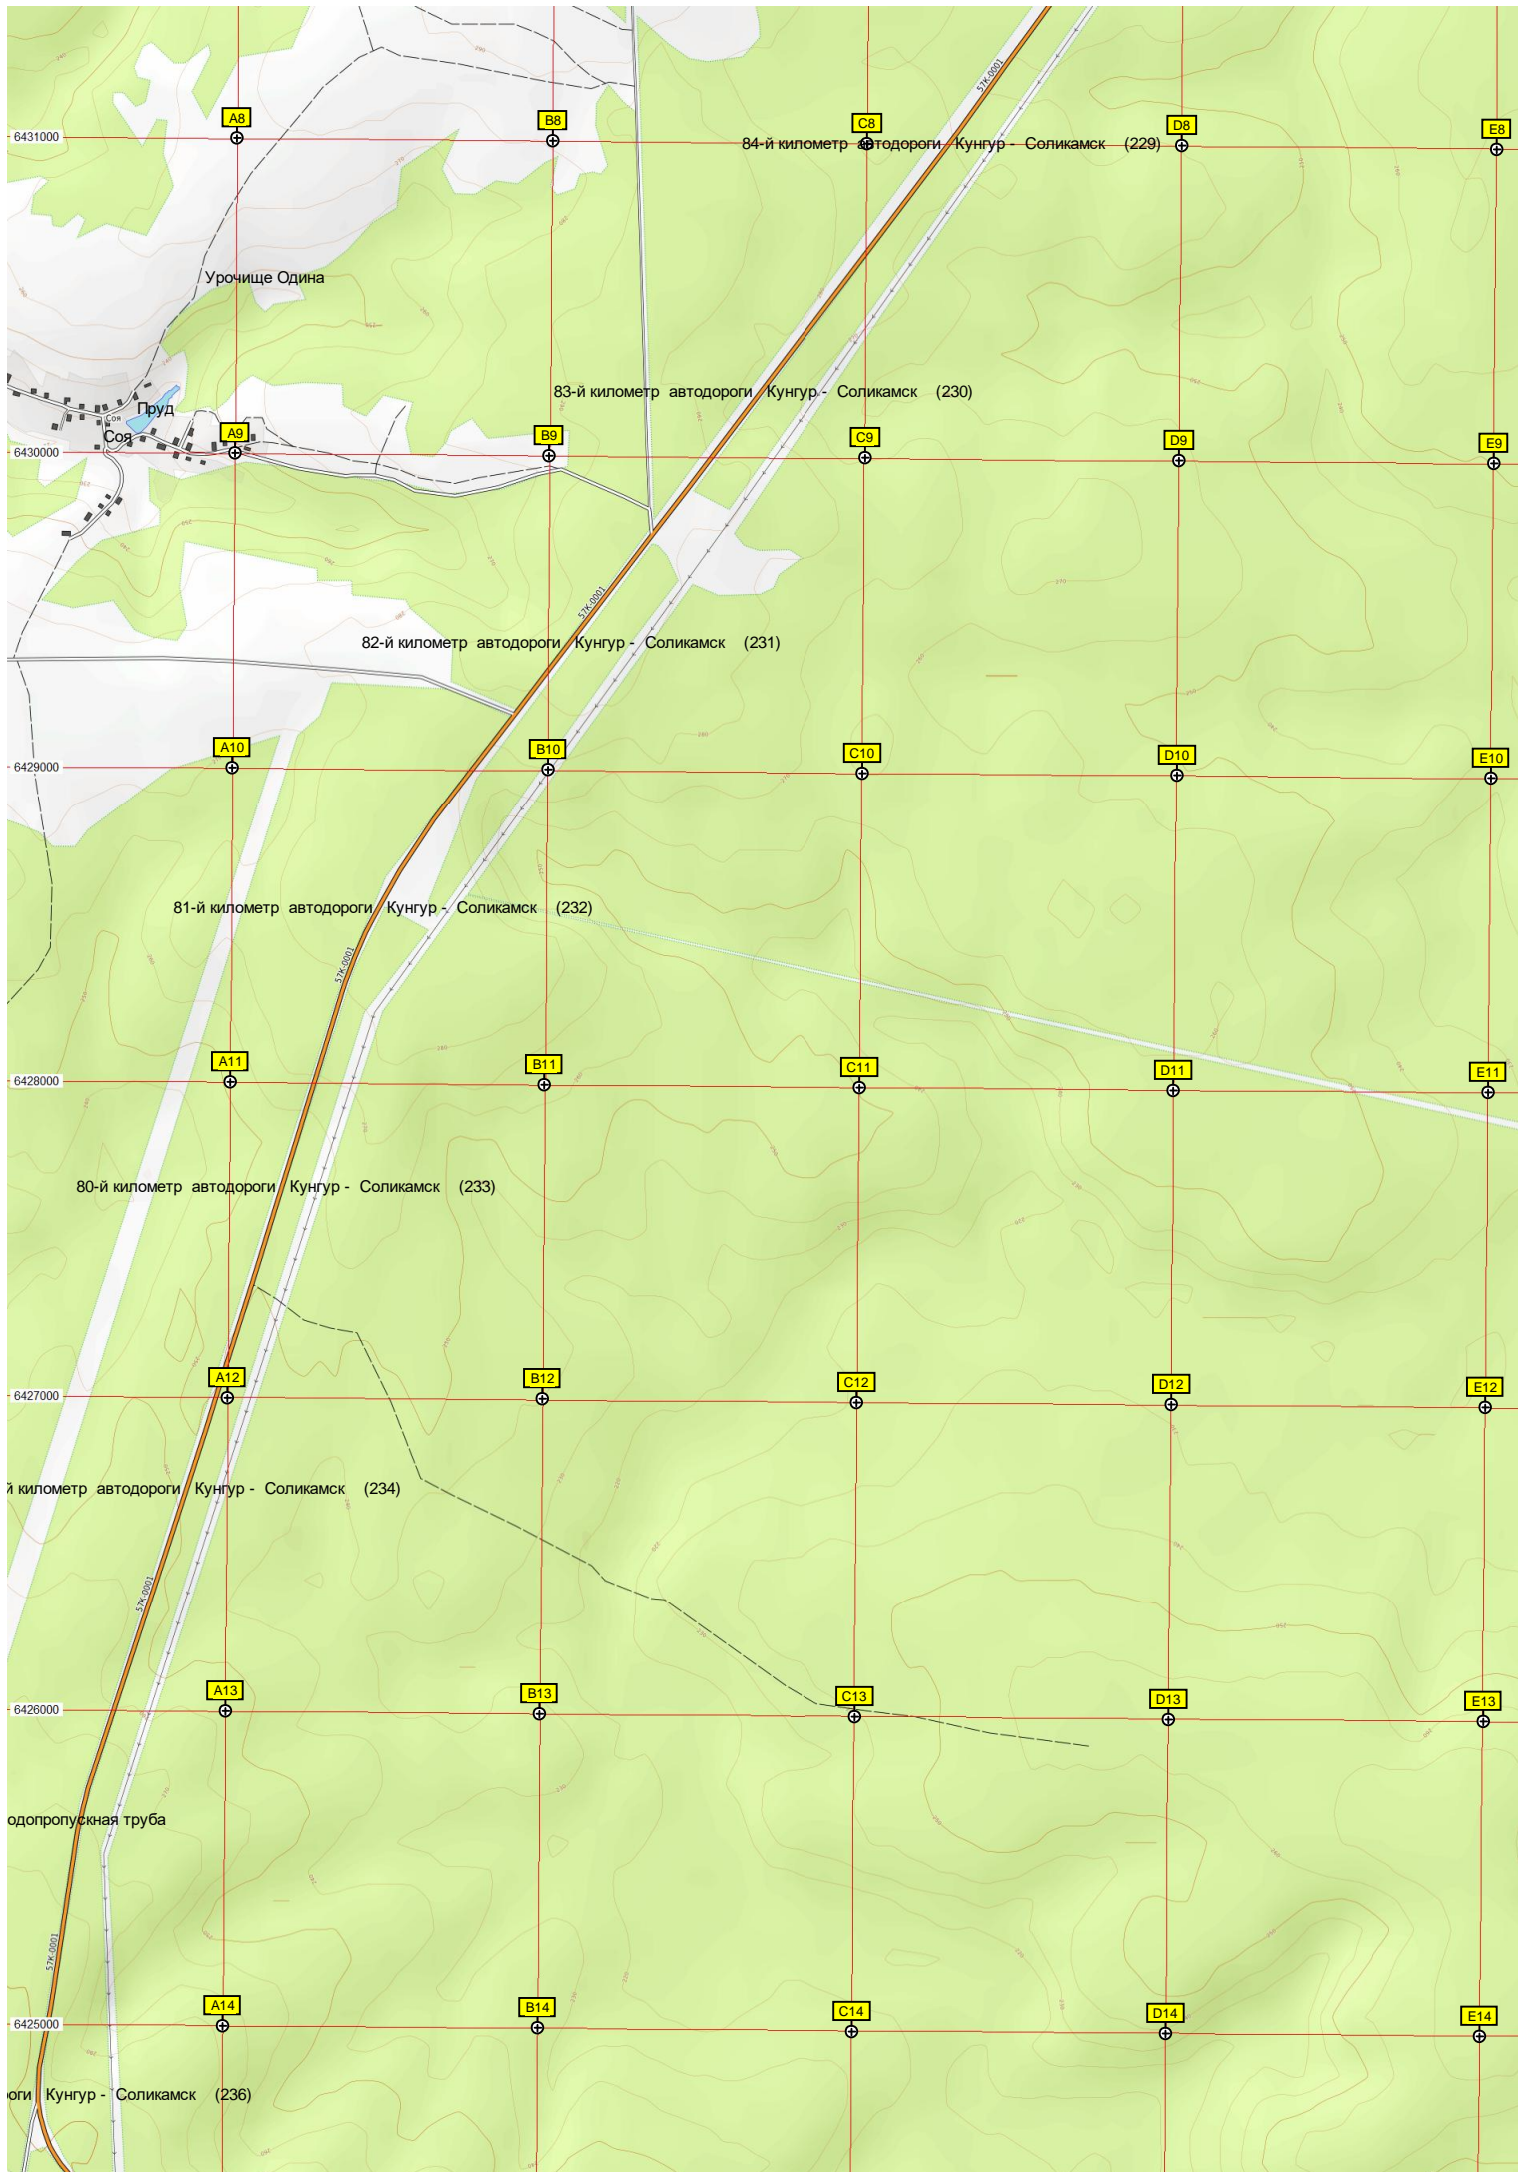 57K-0001
A8
B8
C8
D8
E8
6431000
84-й километр автодороги Кунгур - Соликамск (229)
Урочище Одина
83-й километр автодороги Кунгур - Соликамск (230)
Пруд
Соя
Соя
A9
B9
C9
D9
E9
6430000
57K-0001
82-й километр автодороги Кунгур - Соликамск (231)
A10
B10
C10
D10
E10
6429000
81-й километр автодороги Кунгур - Соликамск (232)
57K-0001
A11
B11
C11
D11
E11
6428000
80-й километр автодороги Кунгур - Соликамск (233)
A12
B12
C12
D12
E12
6427000
й километр автодороги Кунгур - Соликамск (234)
57K-0001
A13
B13
C13
D13
E13
6426000
одопропускная труба
57K-0001
A14
B14
C14
D14
E14
6425000
оги Кунгур - Соликамск (236)